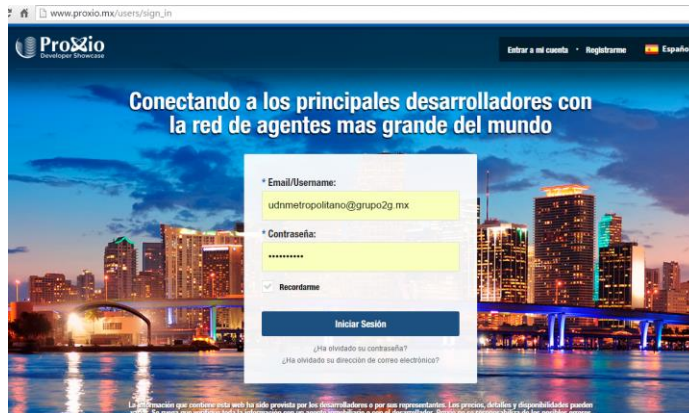 www.proxio.mx/users/sign_in
Proxio
Developer Showcase
Entrar a mi cuenta • Registrarme Españo
Conectando a los principales desarrolladores con
la red de agentes mas grande del mundo
* Email/Username:
udnmetropolitano@grupo2g.mx
* Contraseña:
••••••••••
Recordarme
Iniciar Sesión
¿Ha olvidado su contraseña?
¿Ha olvidado su dirección de correo electrónico?
La información que contiene esta web ha sido provista por los desarrolladores o por sus representantes. Los precios, detalles y disponibilidades pueden